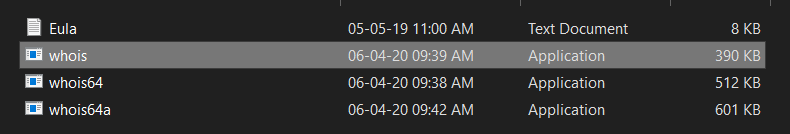 Eula 05-05-19 11:00 AM Text Document 8 KB
whois 06-04-20 09:39 AM Application 390 KB
whois64 06-04-20 09:38 AM Application 512 KB
whois64a 06-04-20 09:42 AM Application 601 KB